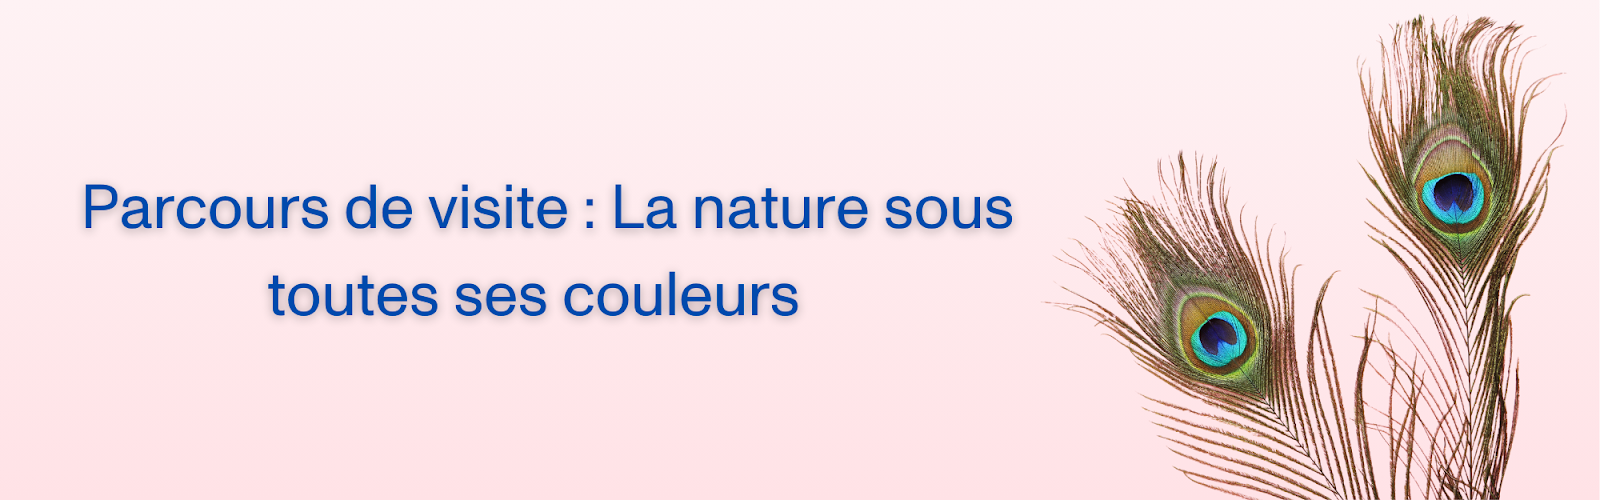 Parcours de visite : La nature sous
toutes ses couleurs